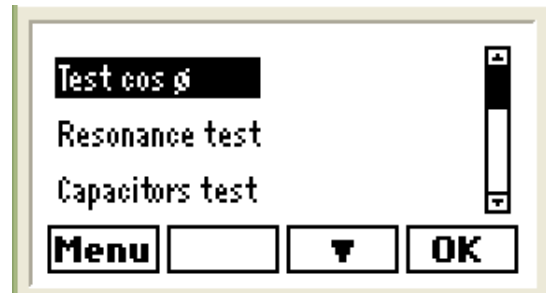 Test cos ø
Resonance test
Capacitors test
Menu ▼ OK